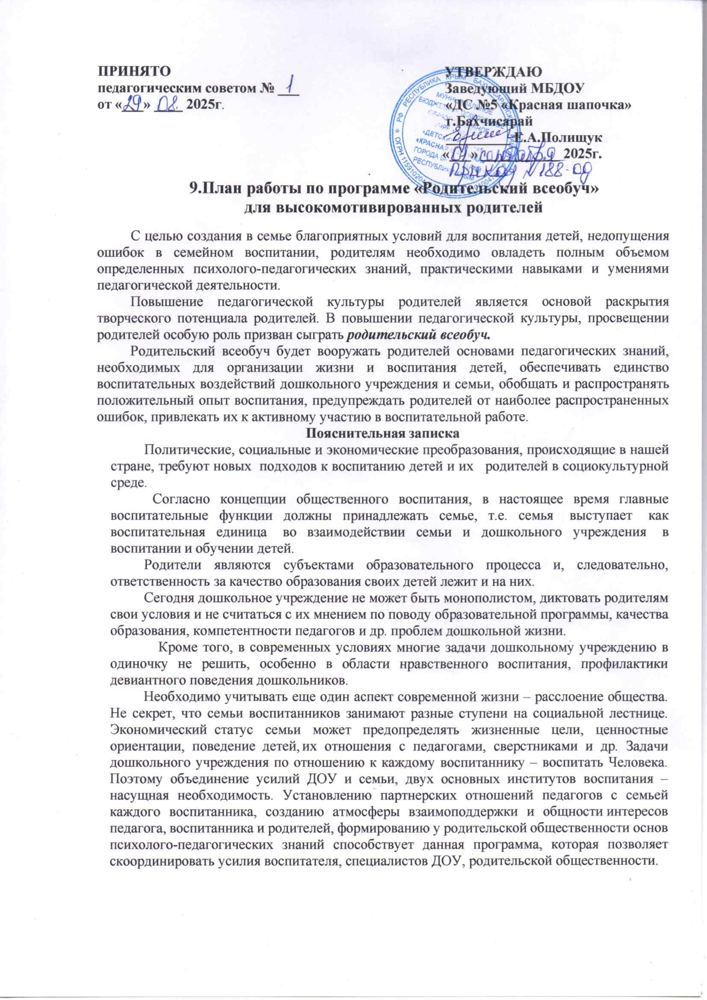 ПРИНЯТО
педагогическим советом № 1
от «29» 08. 2025г.
УТВЕРЖДАЮ
Заведующий МБДОУ
«ДС №5 «Красная шапочка»
г.Бахчисарай
Е.А.Полищук
«01» сентября 2025г.
Приказ №188-од
РФ РЕСПУБЛИКА КРЫМ
9.План работы по программе «Родительский всеобуч»
для высокомотивированных родителей
С целью создания в семье благоприятных условий для воспитания детей, недопущения
ошибок в семейном воспитании, родителям необходимо овладеть полным объемом
определенных психолого-педагогических знаний, практическими навыками и умениями
педагогической деятельности.
Повышение педагогической культуры родителей является основой раскрытия
творческого потенциала родителей. В повышении педагогической культуры, просвещении
родителей особую роль призван сыграть родительский всеобуч.
Родительский всеобуч будет вооружать родителей основами педагогических знаний,
необходимых для организации жизни и воспитания детей, обеспечивать единство
воспитательных воздействий дошкольного учреждения и семьи, обобщать и распространять
положительный опыт воспитания, предупреждать родителей от наиболее распространенных
ошибок, привлекать их к активному участию в воспитательной работе.
Пояснительная записка
Политические, социальные и экономические преобразования, происходящие в нашей
стране, требуют новых подходов к воспитанию детей и их родителей в социокультурной
среде.
Согласно концепции общественного воспитания, в настоящее время главные
воспитательные функции должны принадлежать семье, т.е. семья выступает как
воспитательная единица во взаимодействии семьи и дошкольного учреждения в
воспитании и обучении детей.
Родители являются субъектами образовательного процесса и, следовательно,
ответственность за качество образования своих детей лежит и на них.
Сегодня дошкольное учреждение не может быть монополистом, диктовать родителям
свои условия и не считаться с их мнением по поводу образовательной программы, качества
образования, компетентности педагогов и др. проблем дошкольной жизни.
Кроме того, в современных условиях многие задачи дошкольному учреждению в
одиночку не решить, особенно в области нравственного воспитания, профилактики
девиантного поведения дошкольников.
Необходимо учитывать еще один аспект современной жизни – расслоение общества.
Не секрет, что семьи воспитанников занимают разные ступени на социальной лестнице.
Экономический статус семьи может предопределять жизненные цели, ценностные
ориентации, поведение детей, их отношения с педагогами, сверстниками и др. Задачи
дошкольного учреждения по отношению к каждому воспитаннику – воспитать Человека.
Поэтому объединение усилий ДОУ и семьи, двух основных институтов воспитания –
насущная необходимость. Установлению партнерских отношений педагогов с семьей
каждого воспитанника, созданию атмосферы взаимоподдержки и общности интересов
педагога, воспитанника и родителей, формированию у родительской общественности основ
психолого-педагогических знаний способствует данная программа, которая позволяет
скоординировать усилия воспитателя, специалистов ДОУ, родительской общественности.